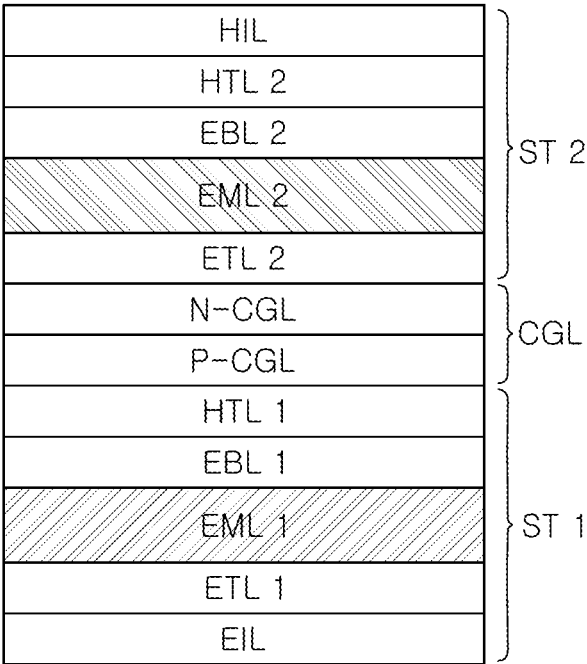 HIL
HTL 2
EBL 2
EML 2
ETL 2
ST 2
N-CGL
P-CGL
CGL
HTL 1
EBL 1
EML 1
ETL 1
EIL
ST 1